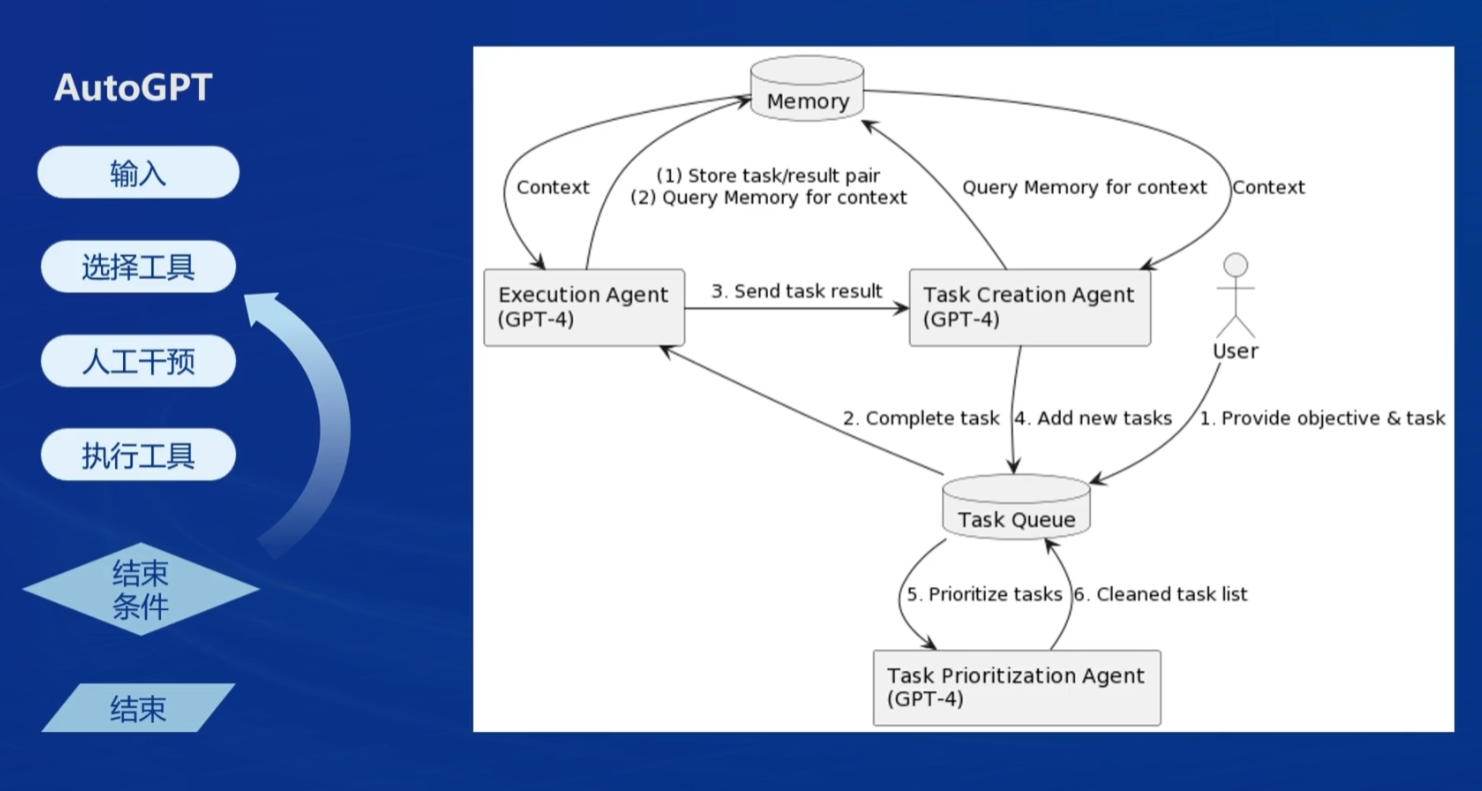 AutoGPT
输入
选择工具
人工干预
执行工具
结束
条件
结束
Memory
Context
(1) Store task/result pair
(2) Query Memory for context
Query Memory for context
Context
Execution Agent
(GPT-4)
3. Send task result
Task Creation Agent
(GPT-4)
User
2. Complete task
4. Add new tasks
1. Provide objective & task
Task Queue
5. Prioritize tasks
6. Cleaned task list
Task Prioritization Agent
(GPT-4)